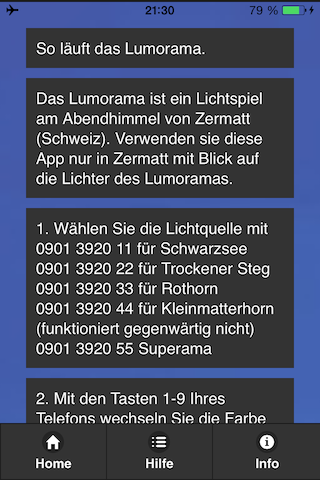 21:30
79 %
So läuft das Lumorama.
Das Lumorama ist ein Lichtspiel
am Abendhimmel von Zermatt
(Schweiz). Verwenden sie diese
App nur in Zermatt mit Blick auf
die Lichter des Lumoramas.
1. Wählen Sie die Lichtquelle mit
0901 3920 11 für Schwarzsee
0901 3920 22 für Trockener Steg
0901 3920 33 für Rothorn
0901 3920 44 für Kleinmatterhorn
(funktioniert gegenwärtig nicht)
0901 3920 55 Superama
2. Mit den Tasten 1-9 Ihres
Telefons wechseln Sie die Farbe
Home
Hilfe
Info